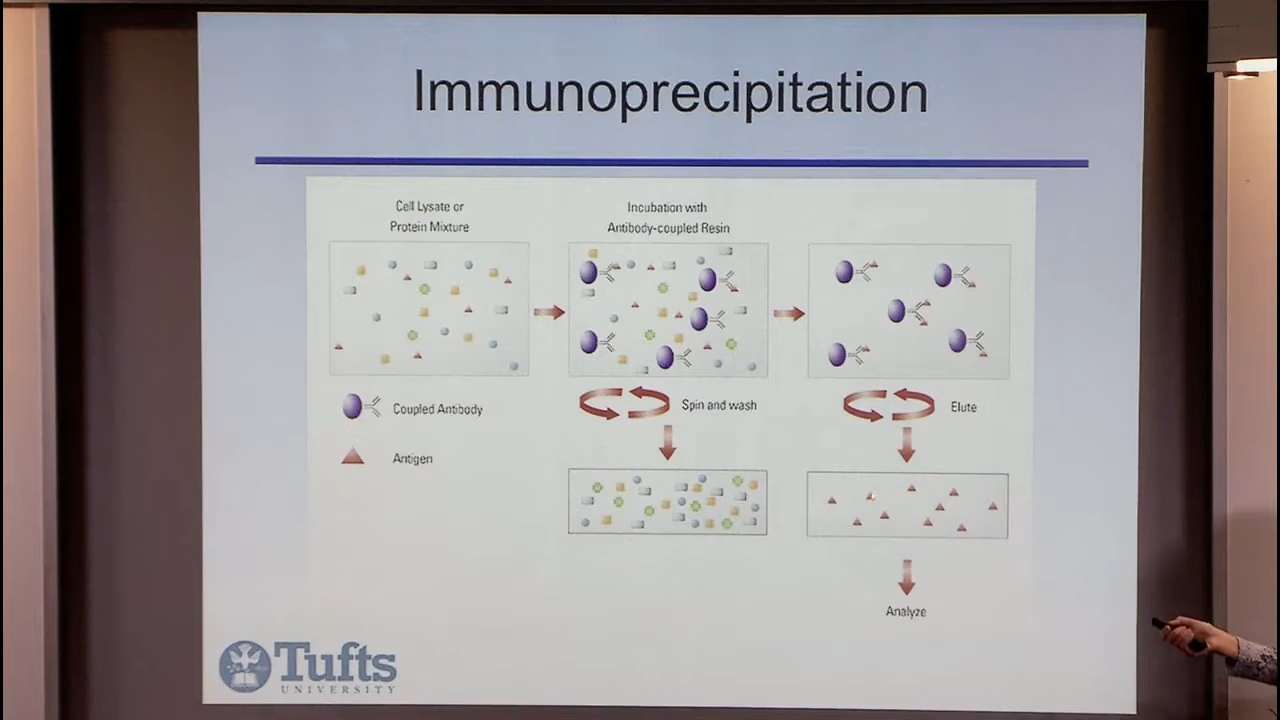 Immunoprecipitation
Cell Lysate or
Protein Mixture
Incubation with
Antibody-coupled Resin
Coupled Antibody
Antigen
Spin and wash
Elute
Analyze
Tufts
UNIVERSITY